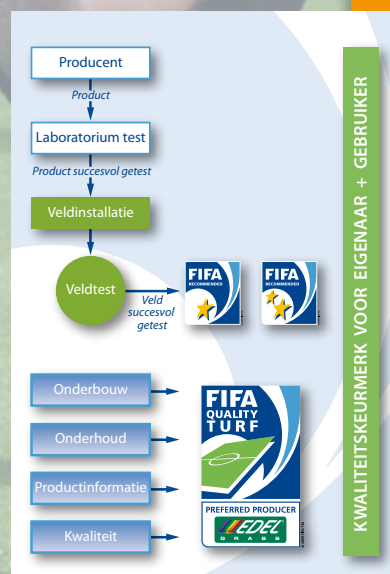 Producent
Product
Laboratorium test
Product succesvol getest
Veldinstallatie
Veldtest
Veld
succesvol
getest
FIFA
RECOMMENDED
FIFA
RECOMMENDED
Onderbouw
Onderhoud
Productinformatie
Kwaliteit
FIFA
QUALITY
TURF
PREFERRED PRODUCER
EDEL
GRASS
KWALITEITSKEURMERK VOOR EIGENAAR + GEBRUIKER